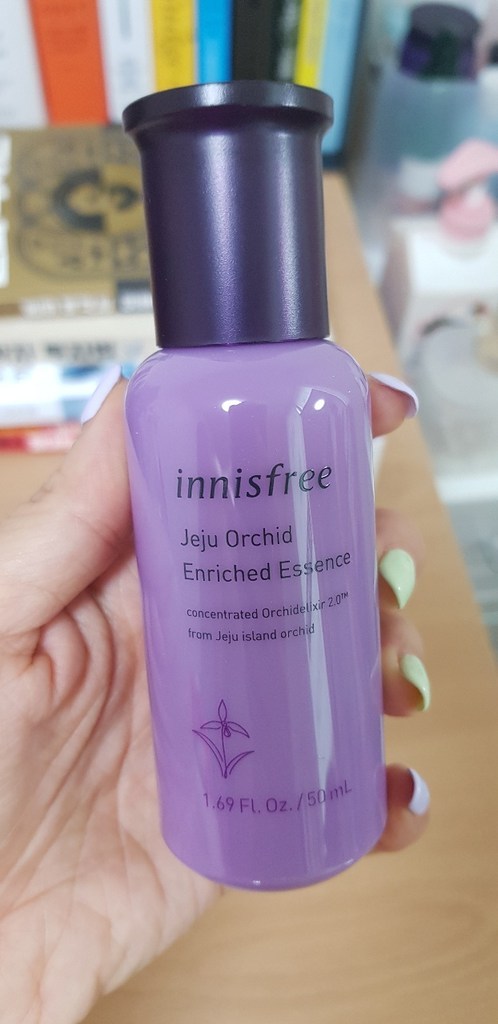 innisfree
Jeju Orchid
Enriched Essence
concentrated Orchidelixir 2.0™
from Jeju island orchid
1.69 Fl. Oz. / 50 mL